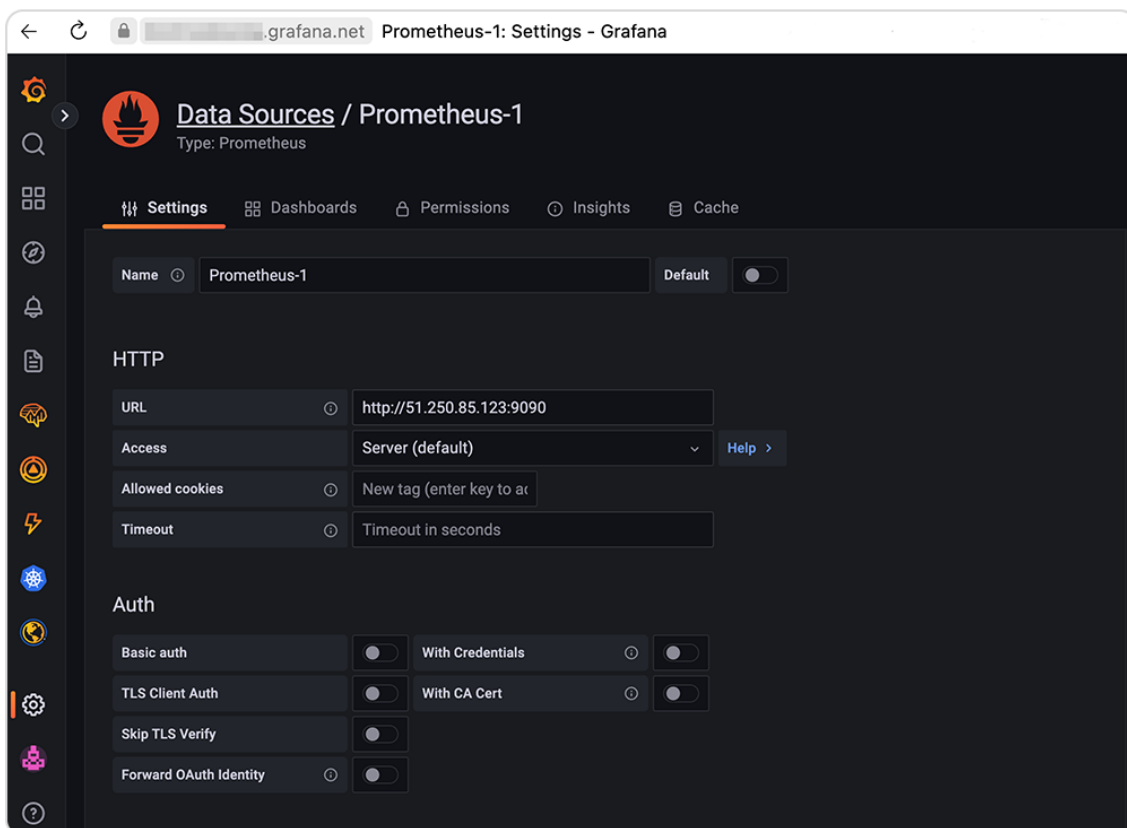 .grafana.net Prometheus-1: Settings - Grafana
Data Sources / Prometheus-1
Type: Prometheus
Settings Dashboards Permissions Insights Cache
Name Prometheus-1 Default
HTTP
URL http://51.250.85.123:9090
Access Server (default) Help >
Allowed cookies New tag (enter key to ac
Timeout Timeout in seconds
Auth
Basic auth With Credentials
TLS Client Auth With CA Cert
Skip TLS Verify
Forward OAuth Identity